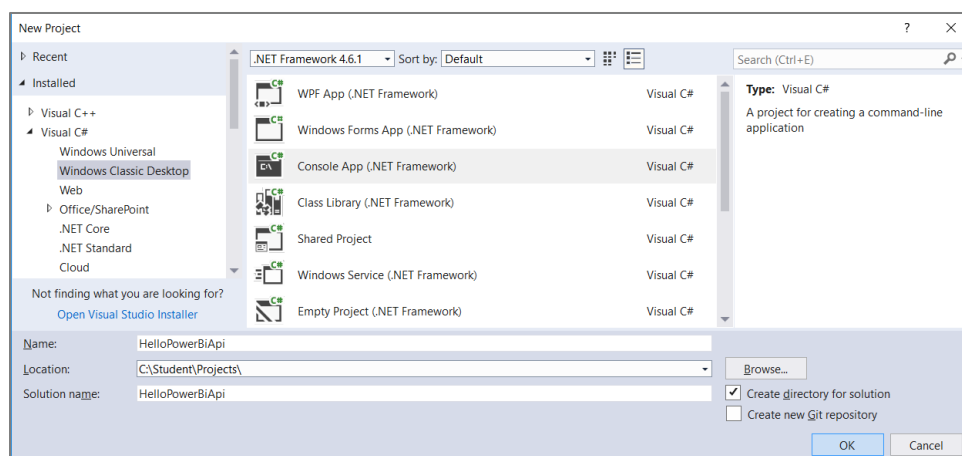 New Project
?
Recent
Installed
Visual C++
Visual C#
Windows Universal
Windows Classic Desktop
Web
Office/SharePoint
.NET Core
.NET Standard
Cloud
Not finding what you are looking for?
Open Visual Studio Installer
.NET Framework 4.6.1 Sort by: Default
WPF App (.NET Framework) Visual C#
Windows Forms App (.NET Framework) Visual C#
Console App (.NET Framework) Visual C#
Class Library (.NET Framework) Visual C#
Shared Project Visual C#
Windows Service (.NET Framework) Visual C#
Empty Project (.NET Framework) Visual C#
Search (Ctrl+E)
Type: Visual C#
A project for creating a command-line
application
Name: HelloPowerBiApi
Location: C:\Student\Projects\ Browse...
Solution name: HelloPowerBiApi
Create directory for solution
Create new Git repository
OK Cancel